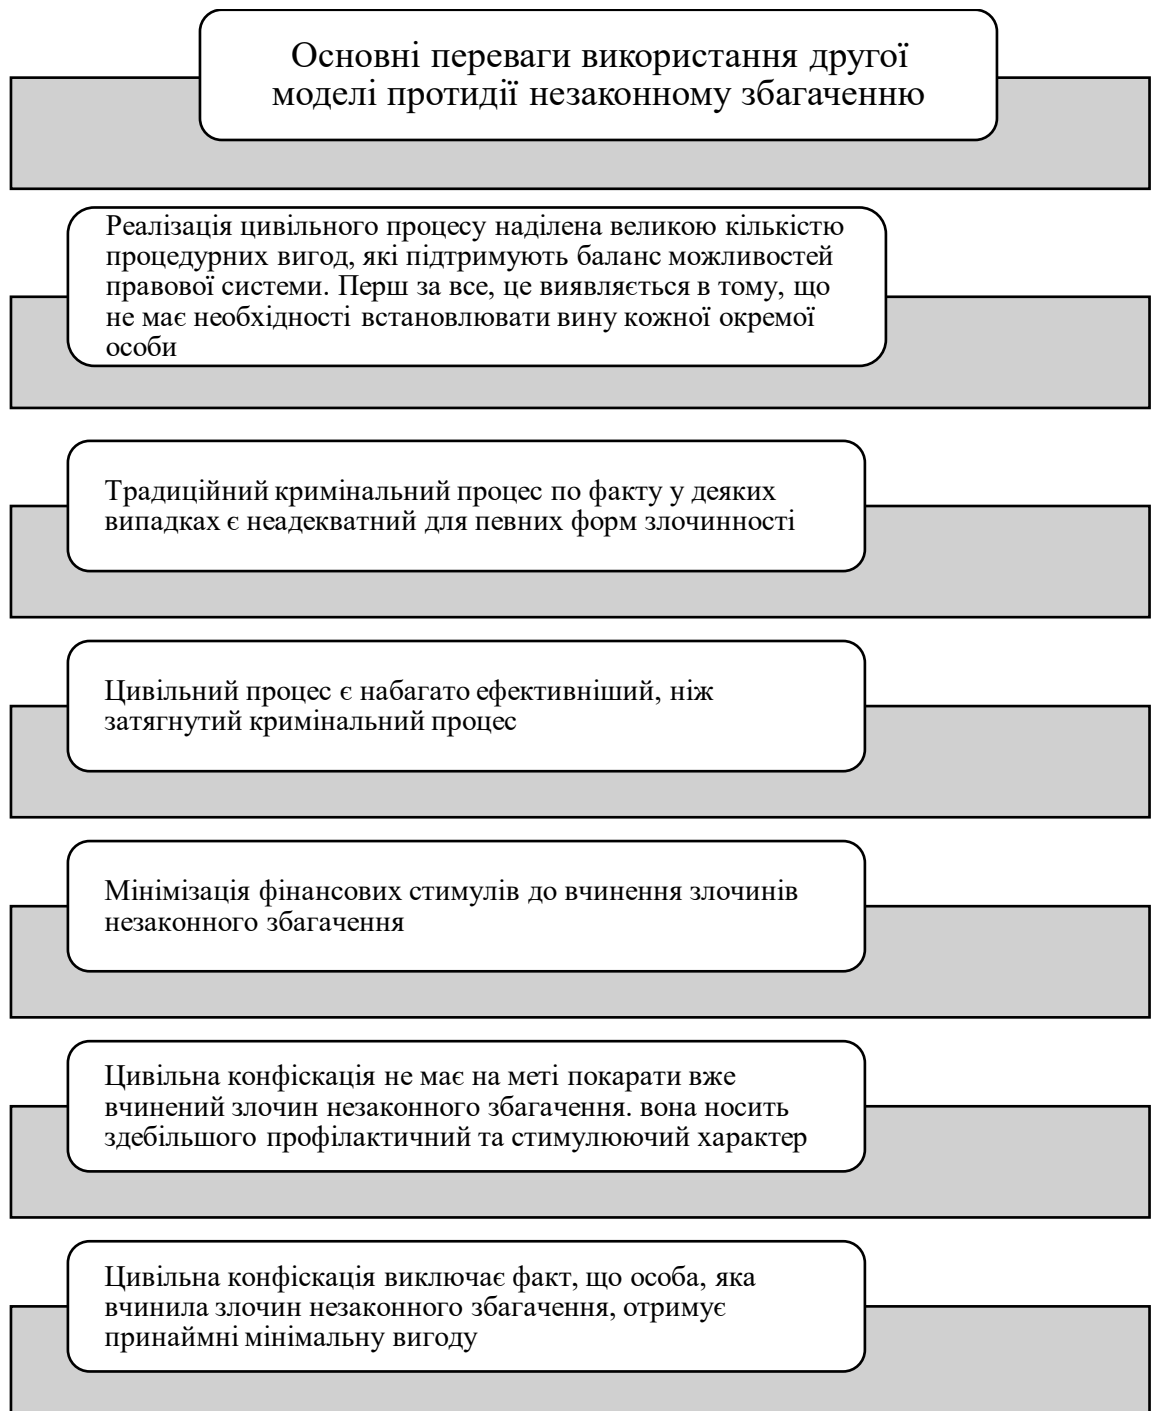 Основні переваги використання другої
моделі протидії незаконному збагаченню
Реалізація цивільного процесу наділена великою кількістю
процедурних вигод, які підтримують баланс можливостей
правової системи. Перш за все, це виявляється в тому, що
не має необхідності встановлювати вину кожної окремої
особи
Традиційний кримінальний процес по факту у деяких
випадках є неадекватний для певних форм злочинності
Цивільний процес є набагато ефективніший, ніж
затягнутий кримінальний процес
Мінімізація фінансових стимулів до вчинення злочинів
незаконного збагачення
Цивільна конфіскація не має на меті покарати вже
вчинений злочин незаконного збагачення. вона носить
здебільшого профілактичний та стимулюючий характер
Цивільна конфіскація виключає факт, що особа, яка
вчинила злочин незаконного збагачення, отримує
принаймні мінімальну вигоду